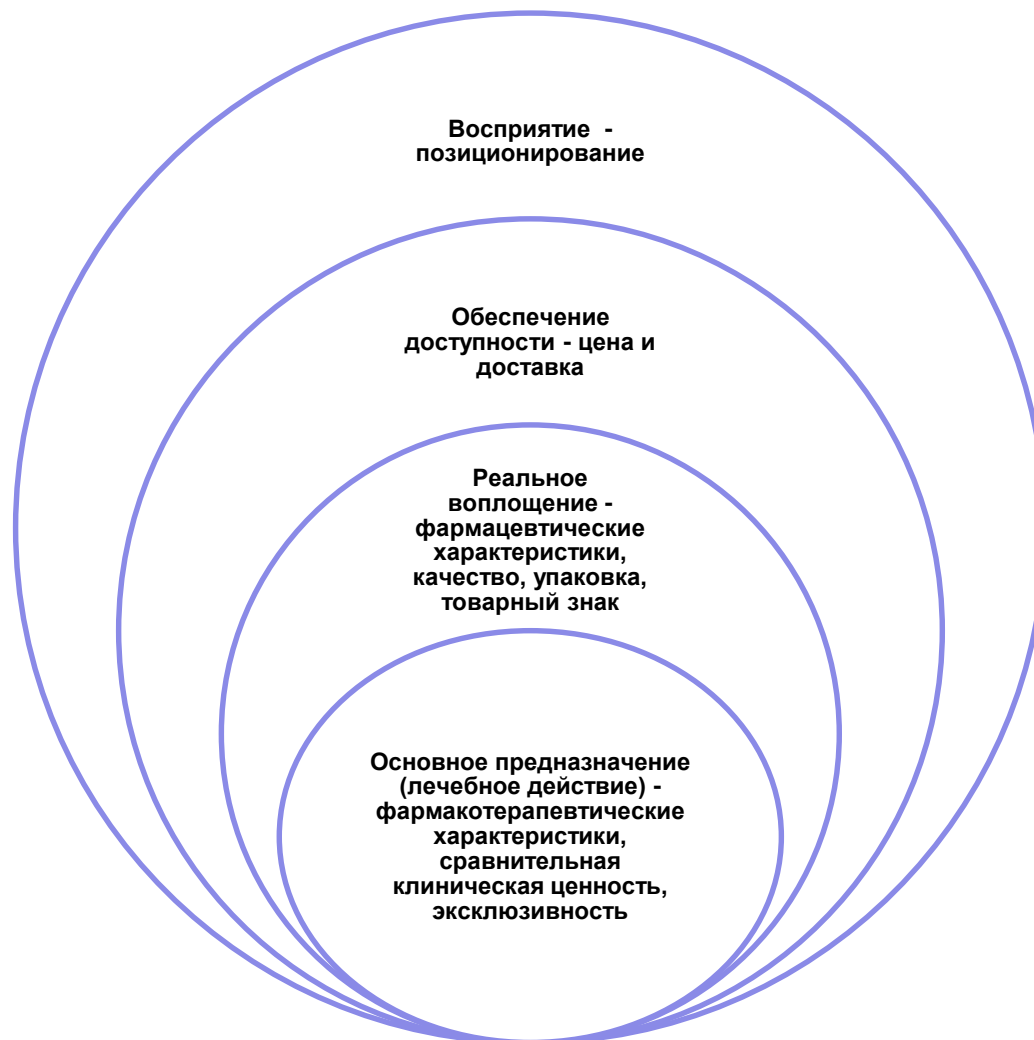 Восприятие -
позиционирование
Обеспечение
доступности - цена и
доставка
Реальное
воплощение -
фармацевтические
характеристики,
качество, упаковка,
товарный знак
Основное предназначение
(лечебное действие) -
фармакотерапевтические
характеристики,
сравнительная
клиническая ценность,
эксклюзивность